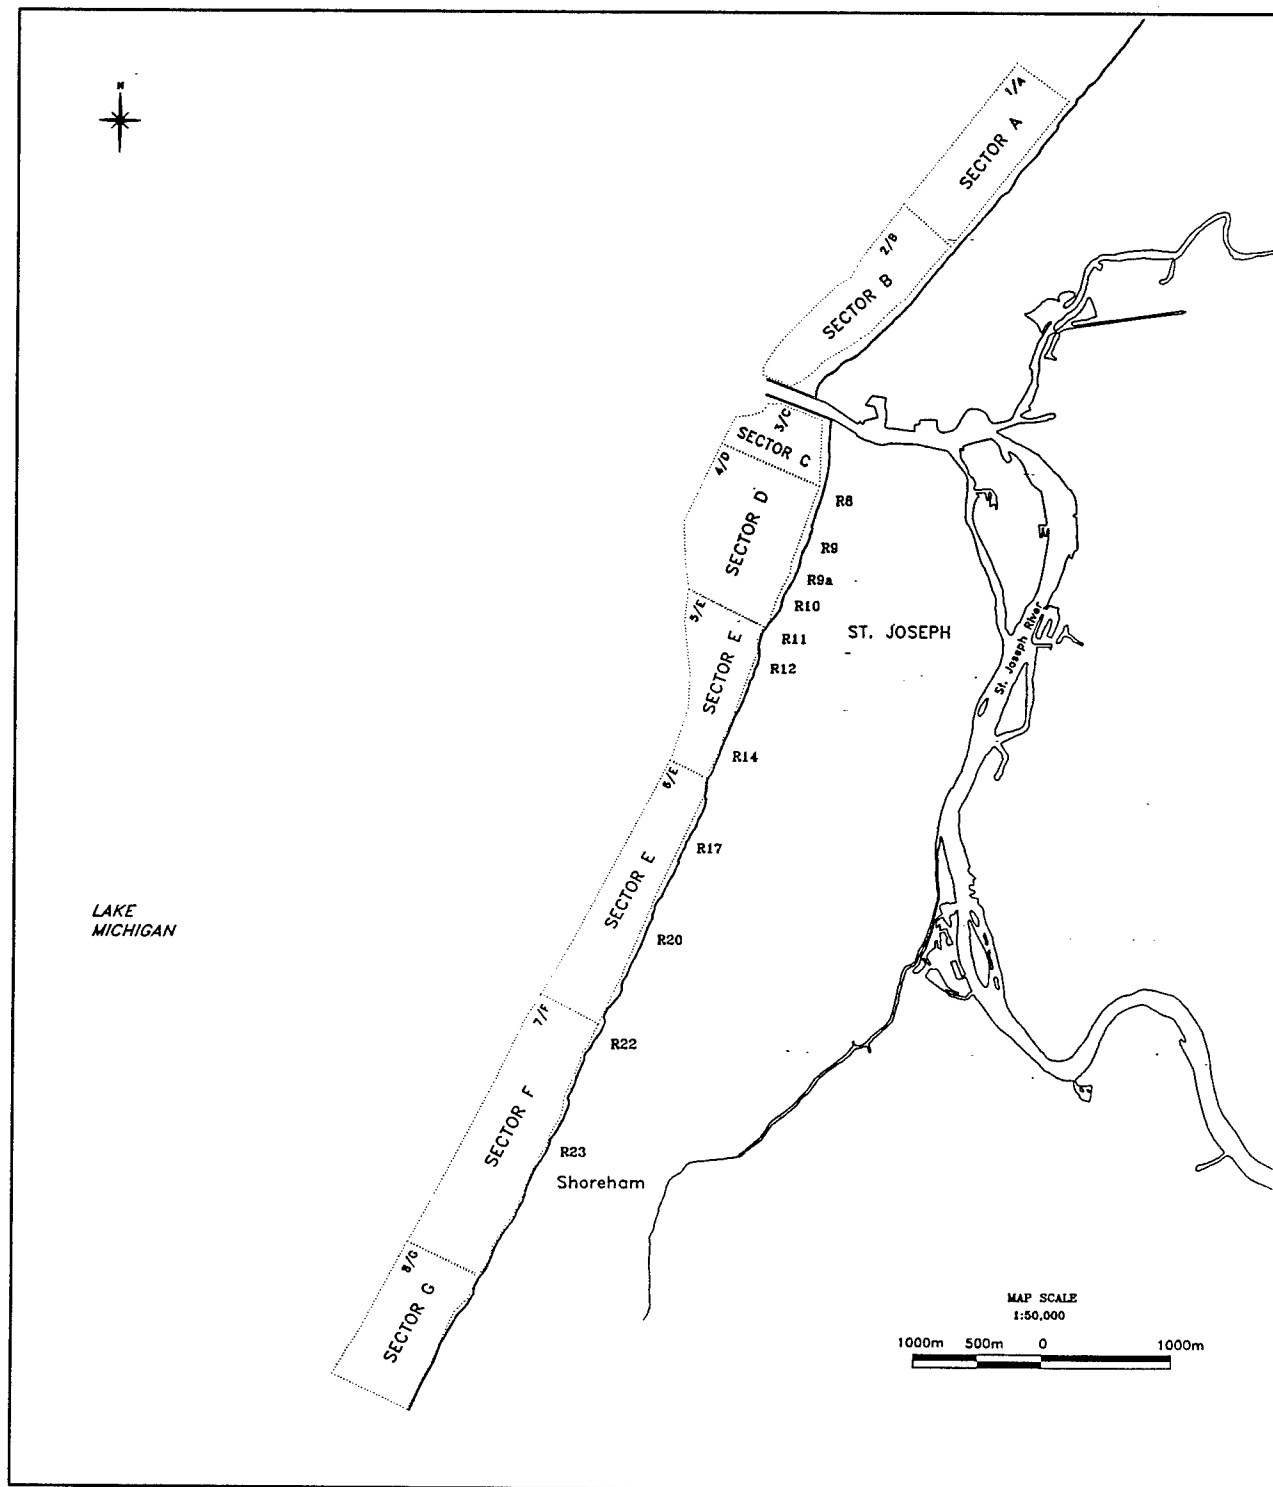 N
1/A
SECTOR A
2/B
SECTOR B
3/C
SECTOR C
4/D
SECTOR D
R8
R9
R9a
R10
5/E
ST. JOSEPH
R11
SECTOR E
R12
St. Joseph River
R14
6/E
R17
SECTOR E
LAKE
MICHIGAN
R20
7/F
R22
SECTOR F
R23
Shoreham
8/G
SECTOR G
MAP SCALE
1:50,000
1000m 500m 0 1000m